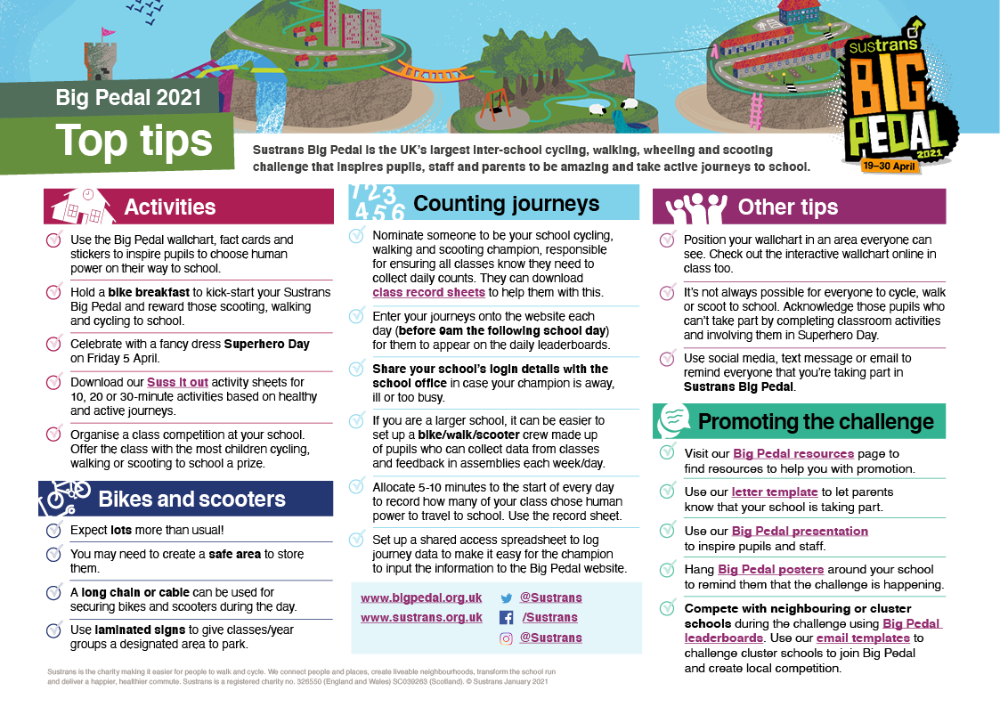 Big Pedal 2021
Top tips
Sustrans Big Pedal is the UK's largest inter-school cycling, walking, wheeling and scooting
challenge that inspires pupils, staff and parents to be amazing and take active journeys to school.
sustrans
BIG
PEDAL
2021
19–30 April
Activities
Use the Big Pedal wallchart, fact cards and
stickers to inspire pupils to choose human
power on their way to school.
Hold a bike breakfast to kick-start your Sustrans
Big Pedal and reward those scooting, walking
and cycling to school.
Celebrate with a fancy dress Superhero Day
on Friday 5 April.
Download our Suss it out activity sheets for
10, 20 or 30-minute activities based on healthy
and active journeys.
Organise a class competition at your school.
Offer the class with the most children cycling,
walking or scooting to school a prize.
Bikes and scooters
Expect lots more than usual!
You may need to create a safe area to store
them.
A long chain or cable can be used for
securing bikes and scooters during the day.
Use laminated signs to give classes/year
groups a designated area to park.
123
456
Counting journeys
Nominate someone to be your school cycling,
walking and scooting champion, responsible
for ensuring all classes know they need to
collect daily counts. They can download
class record sheets to help them with this.
Enter your journeys onto the website each
day (before 9am the following school day)
for them to appear on the daily leaderboards.
Share your school's login details with the
school office in case your champion is away,
ill or too busy.
If you are a larger school, it can be easier to
set up a bike/walk/scooter crew made up
of pupils who can collect data from classes
and feedback in assemblies each week/day.
Allocate 5-10 minutes to the start of every day
to record how many of your class chose human
power to travel to school. Use the record sheet.
Set up a shared access spreadsheet to log
journey data to make it easy for the champion
to input the information to the Big Pedal website.
www.bigpedal.org.uk
www.sustrans.org.uk
@Sustrans
/Sustrans
@Sustrans
Other tips
Position your wallchart in an area everyone can
see. Check out the interactive wallchart online in
class too.
It's not always possible for everyone to cycle, walk
or scoot to school. Acknowledge those pupils who
can't take part by completing classroom activities
and involving them in Superhero Day.
Use social media, text message or email to
remind everyone that you're taking part in
Sustrans Big Pedal.
Promoting the challenge
Visit our Big Pedal resources page to
find resources to help you with promotion.
Use our letter template to let parents
know that your school is taking part.
Use our Big Pedal presentation
to inspire pupils and staff.
Hang Big Pedal posters around your school
to remind them that the challenge is happening.
Compete with neighbouring or cluster
schools during the challenge using Big Pedal
leaderboards. Use our email templates to
challenge cluster schools to join Big Pedal
and create local competition.
Sustrans is the charity making it easier for people to walk and cycle. We connect people and places, create liveable neighbourhoods, transform the school run
and deliver a happier, healthier commute. Sustrans is a registered charity no. 326550 (England and Wales) SC039263 (Scotland). © Sustrans January 2021